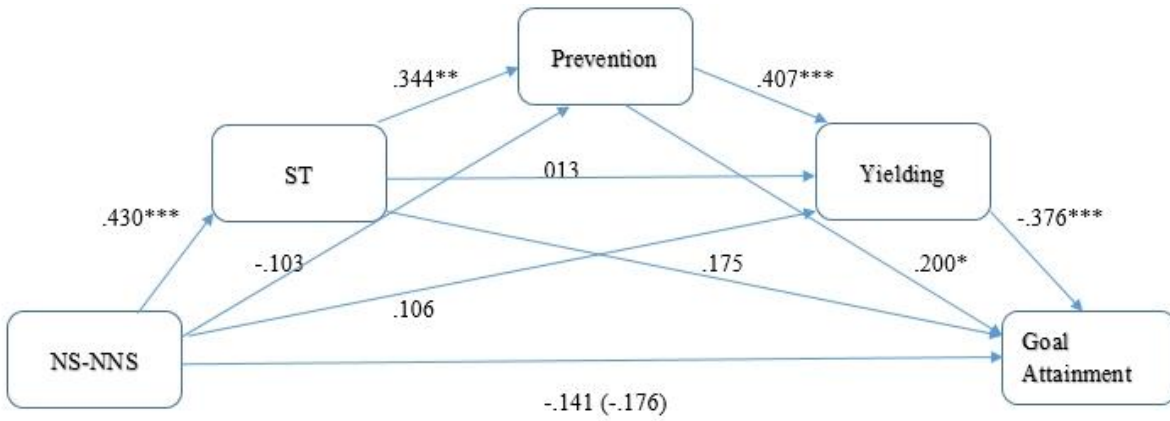 Prevention
.344**
.407***
ST
013
Yielding
.430***
-.376***
-.103
.175
.200*
.106
NS-NNS
Goal
Attainment
-.141 (-.176)